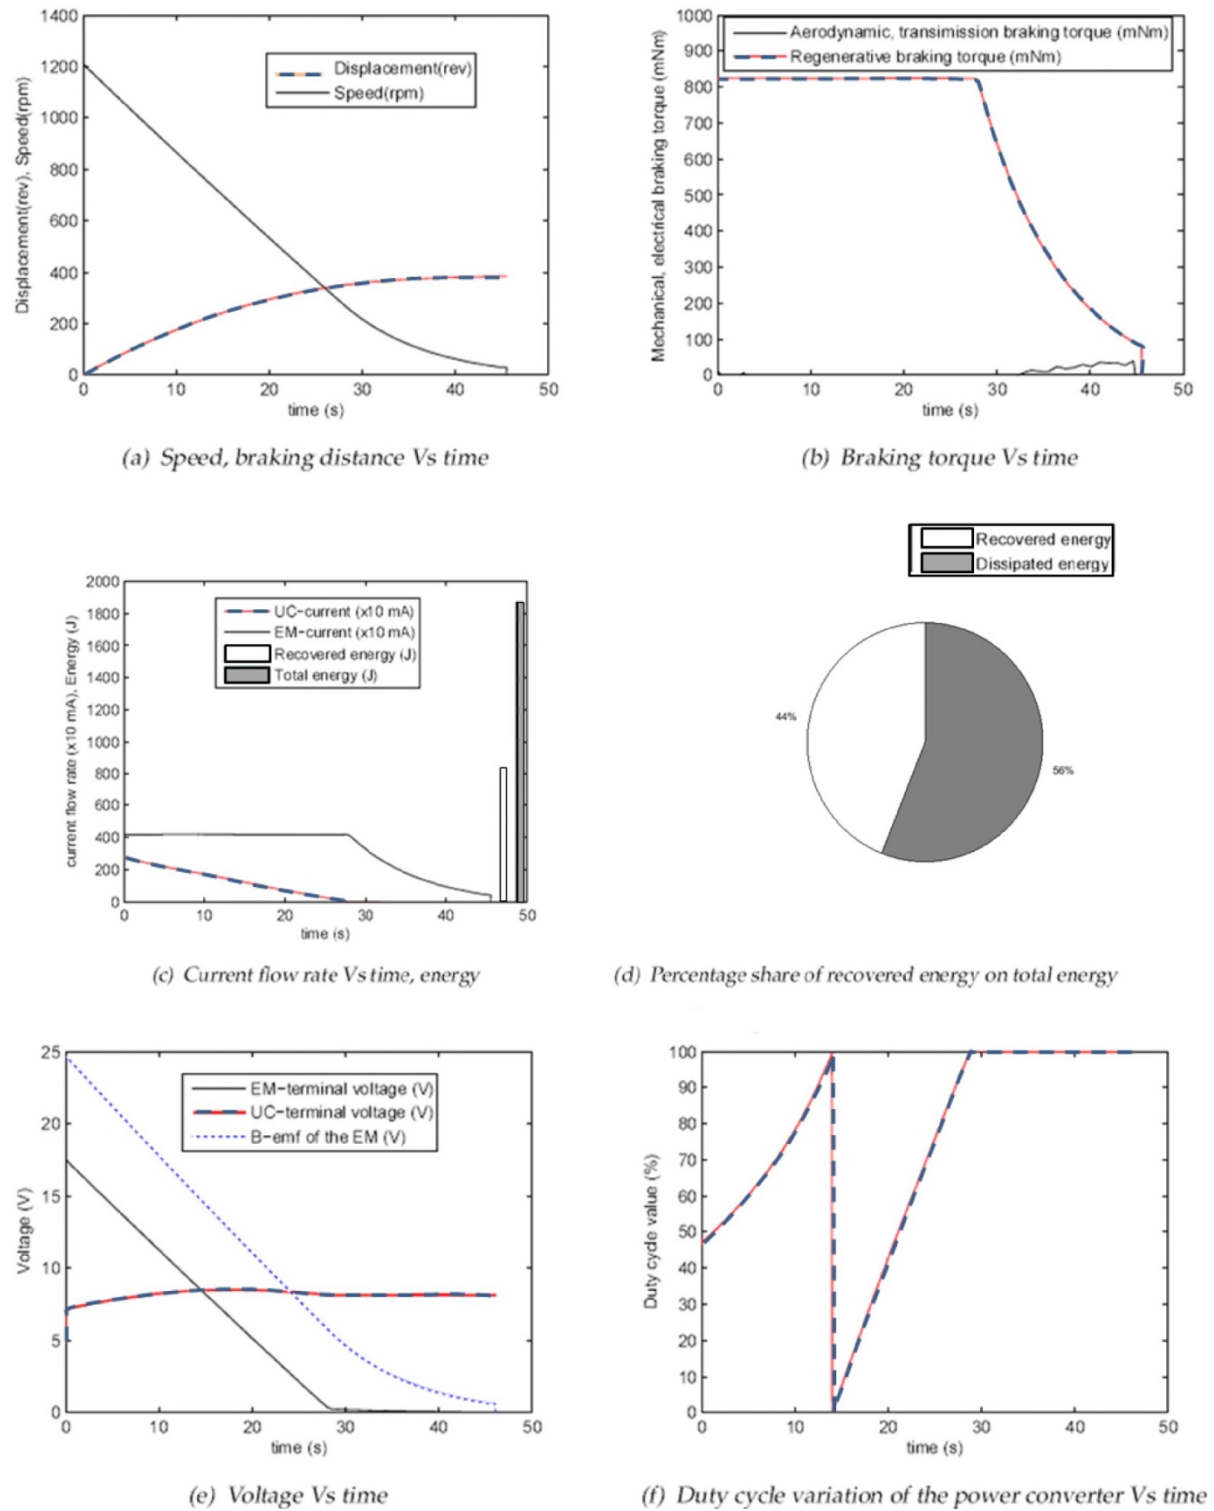 1400
1200
1000
800
600
400
200
0
Displacement(rev), Speed(rpm)
Displacement(rev)
Speed(rpm)
0 10 20 30 40 50
time (s)
(a) Speed, braking distance Vs time
1000
900
800
700
600
500
400
300
200
100
0
Mechanical, electrical braking torque (mNm)
Aerodynamic, transimission braking torque (mNm)
Regenerative braking torque (mNm)
0 10 20 30 40 50
time (s)
(b) Braking torque Vs time
2000
1800
1600
1400
1200
1000
800
600
400
200
0
current flow rate (x10 mA), Energy (J)
UC-current (x10 mA)
EM-current (x10 mA)
Recovered energy (J)
Total energy (J)
0 10 20 30 40 50
time (s)
(c) Current flow rate Vs time, energy
Recovered energy
Dissipated energy
44%
56%
(d) Percentage share of recovered energy on total energy
25
20
15
10
5
0
Voltage (V)
EM-terminal voltage (V)
UC-terminal voltage (V)
B-emf of the EM (V)
0 10 20 30 40 50
time (s)
(e) Voltage Vs time
100
90
80
70
60
50
40
30
20
10
0
Duty cycle value (%)
0 10 20 30 40 50
time (s)
(f) Duty cycle variation of the power converter Vs time